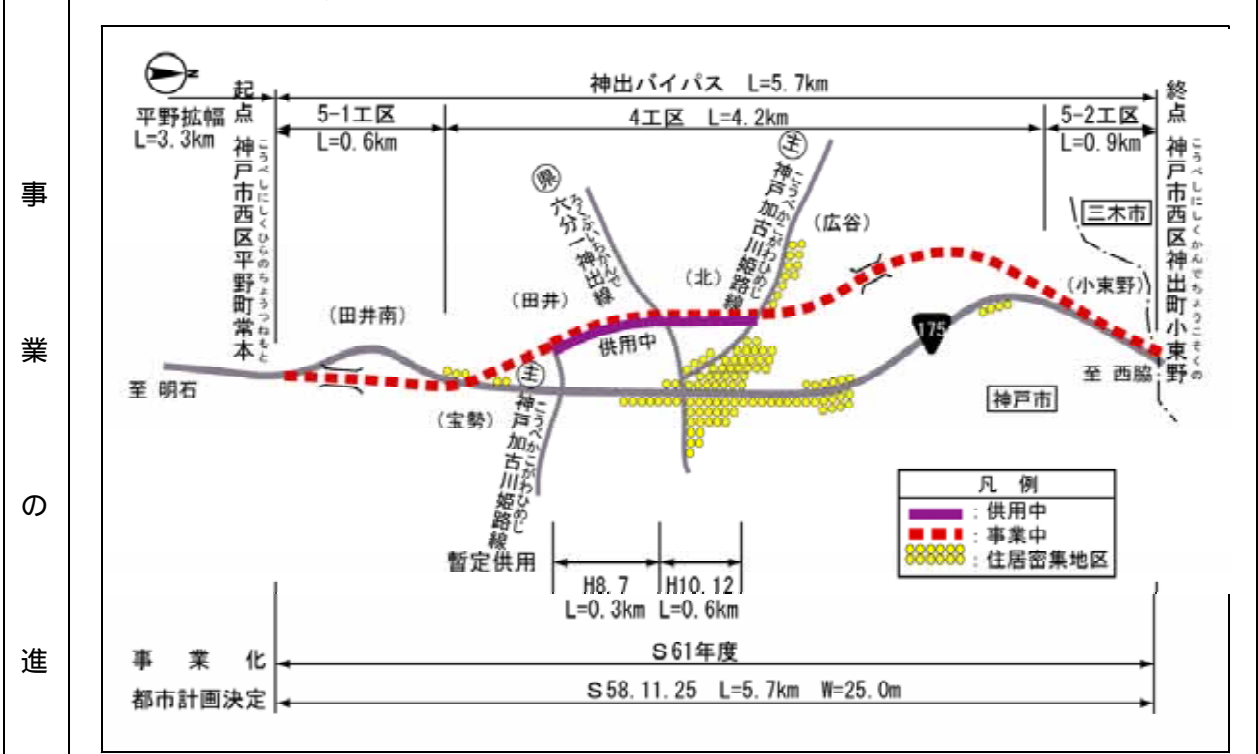 事
業
の
進
N
平野拡幅
L=3.3km
起点 神戸市西区平野町常本
こうべしにしくひらのちょうつねもと
神出バイパス L=5.7km
5-1工区
L=0.6km
4工区 L=4.2km
5-2工区
L=0.9km
終点 神戸市西区神出町小束野
こうべしにしくかんでちょうこそくの
県 六分一神出線
ろくぶいちかんで
主 神戸加古川姫路線
こうべかこがわひめじ
(広谷)
三木市
(北)
(小束野)
(田井)
(田井南)
供用中
175
至 明石
至 西脇
神戸市
(宝勢)
主 神戸加古川姫路線
こうべかこがわひめじ
凡 例
:供用中
:事業中
:住居密集地区
暫定供用
H8.7
L=0.3km
H10.12
L=0.6km
事 業 化
S61年度
都市計画決定
S58.11.25 L=5.7km W=25.0m